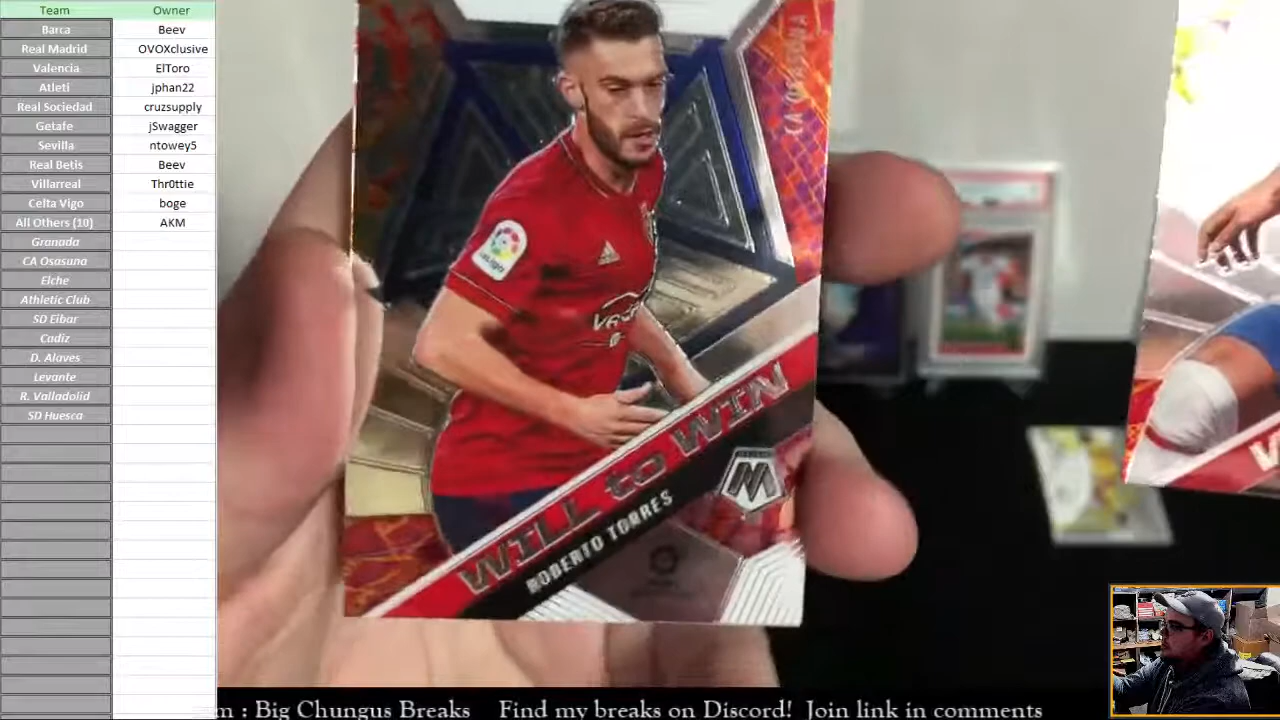 Team Owner
Barca Beev
Real Madrid OVOXclusive
Valencia ElToro
Atleti jphan22
Real Sociedad cruzsupply
Getafe jSwagger
Sevilla ntowey5
Real Betis Beev
Villarreal Thr0ttie
Celta Vigo boge
All Others (10) AKM
Granada
CA Osasuna
Elche
Athletic Club
SD Eibar
Cadiz
D. Alaves
Levante
R. Valladolid
SD Huesca
CA OSASUNA
LaLiga
WILL to WIN
ROBERTO TORRES
M
m : Big Chungus Breaks Find my breaks on Discord! Join link in comments